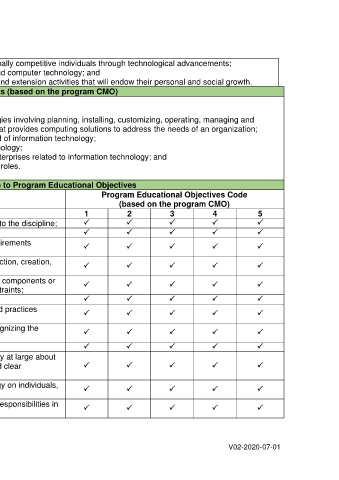 nally competitive individuals through technological advancements;
d computer technology; and
nd extension activities that will endow their personal and social growth.
s (based on the program CMO)
gies involving planning, installing, customizing, operating, managing and
at provides computing solutions to address the needs of an organization;
d of information technology;
ology;
terprises related to information technology; and
roles.
to Program Educational Objectives
Program Educational Objectives Code
(based on the program CMO)
1 2 3 4 5
to the discipline; ✓ ✓ ✓ ✓ ✓
✓ ✓ ✓ ✓ ✓
irements ✓ ✓ ✓ ✓ ✓
ction, creation, ✓ ✓ ✓ ✓ ✓
components or
traints; ✓ ✓ ✓ ✓ ✓
✓ ✓ ✓ ✓ ✓
d practices ✓ ✓ ✓ ✓ ✓
gnizing the ✓ ✓ ✓ ✓ ✓
✓ ✓ ✓ ✓ ✓
y at large about
d clear ✓ ✓ ✓ ✓ ✓
gy on individuals, ✓ ✓ ✓ ✓ ✓
esponsibilities in ✓ ✓ ✓ ✓ ✓
V02-2020-07-01